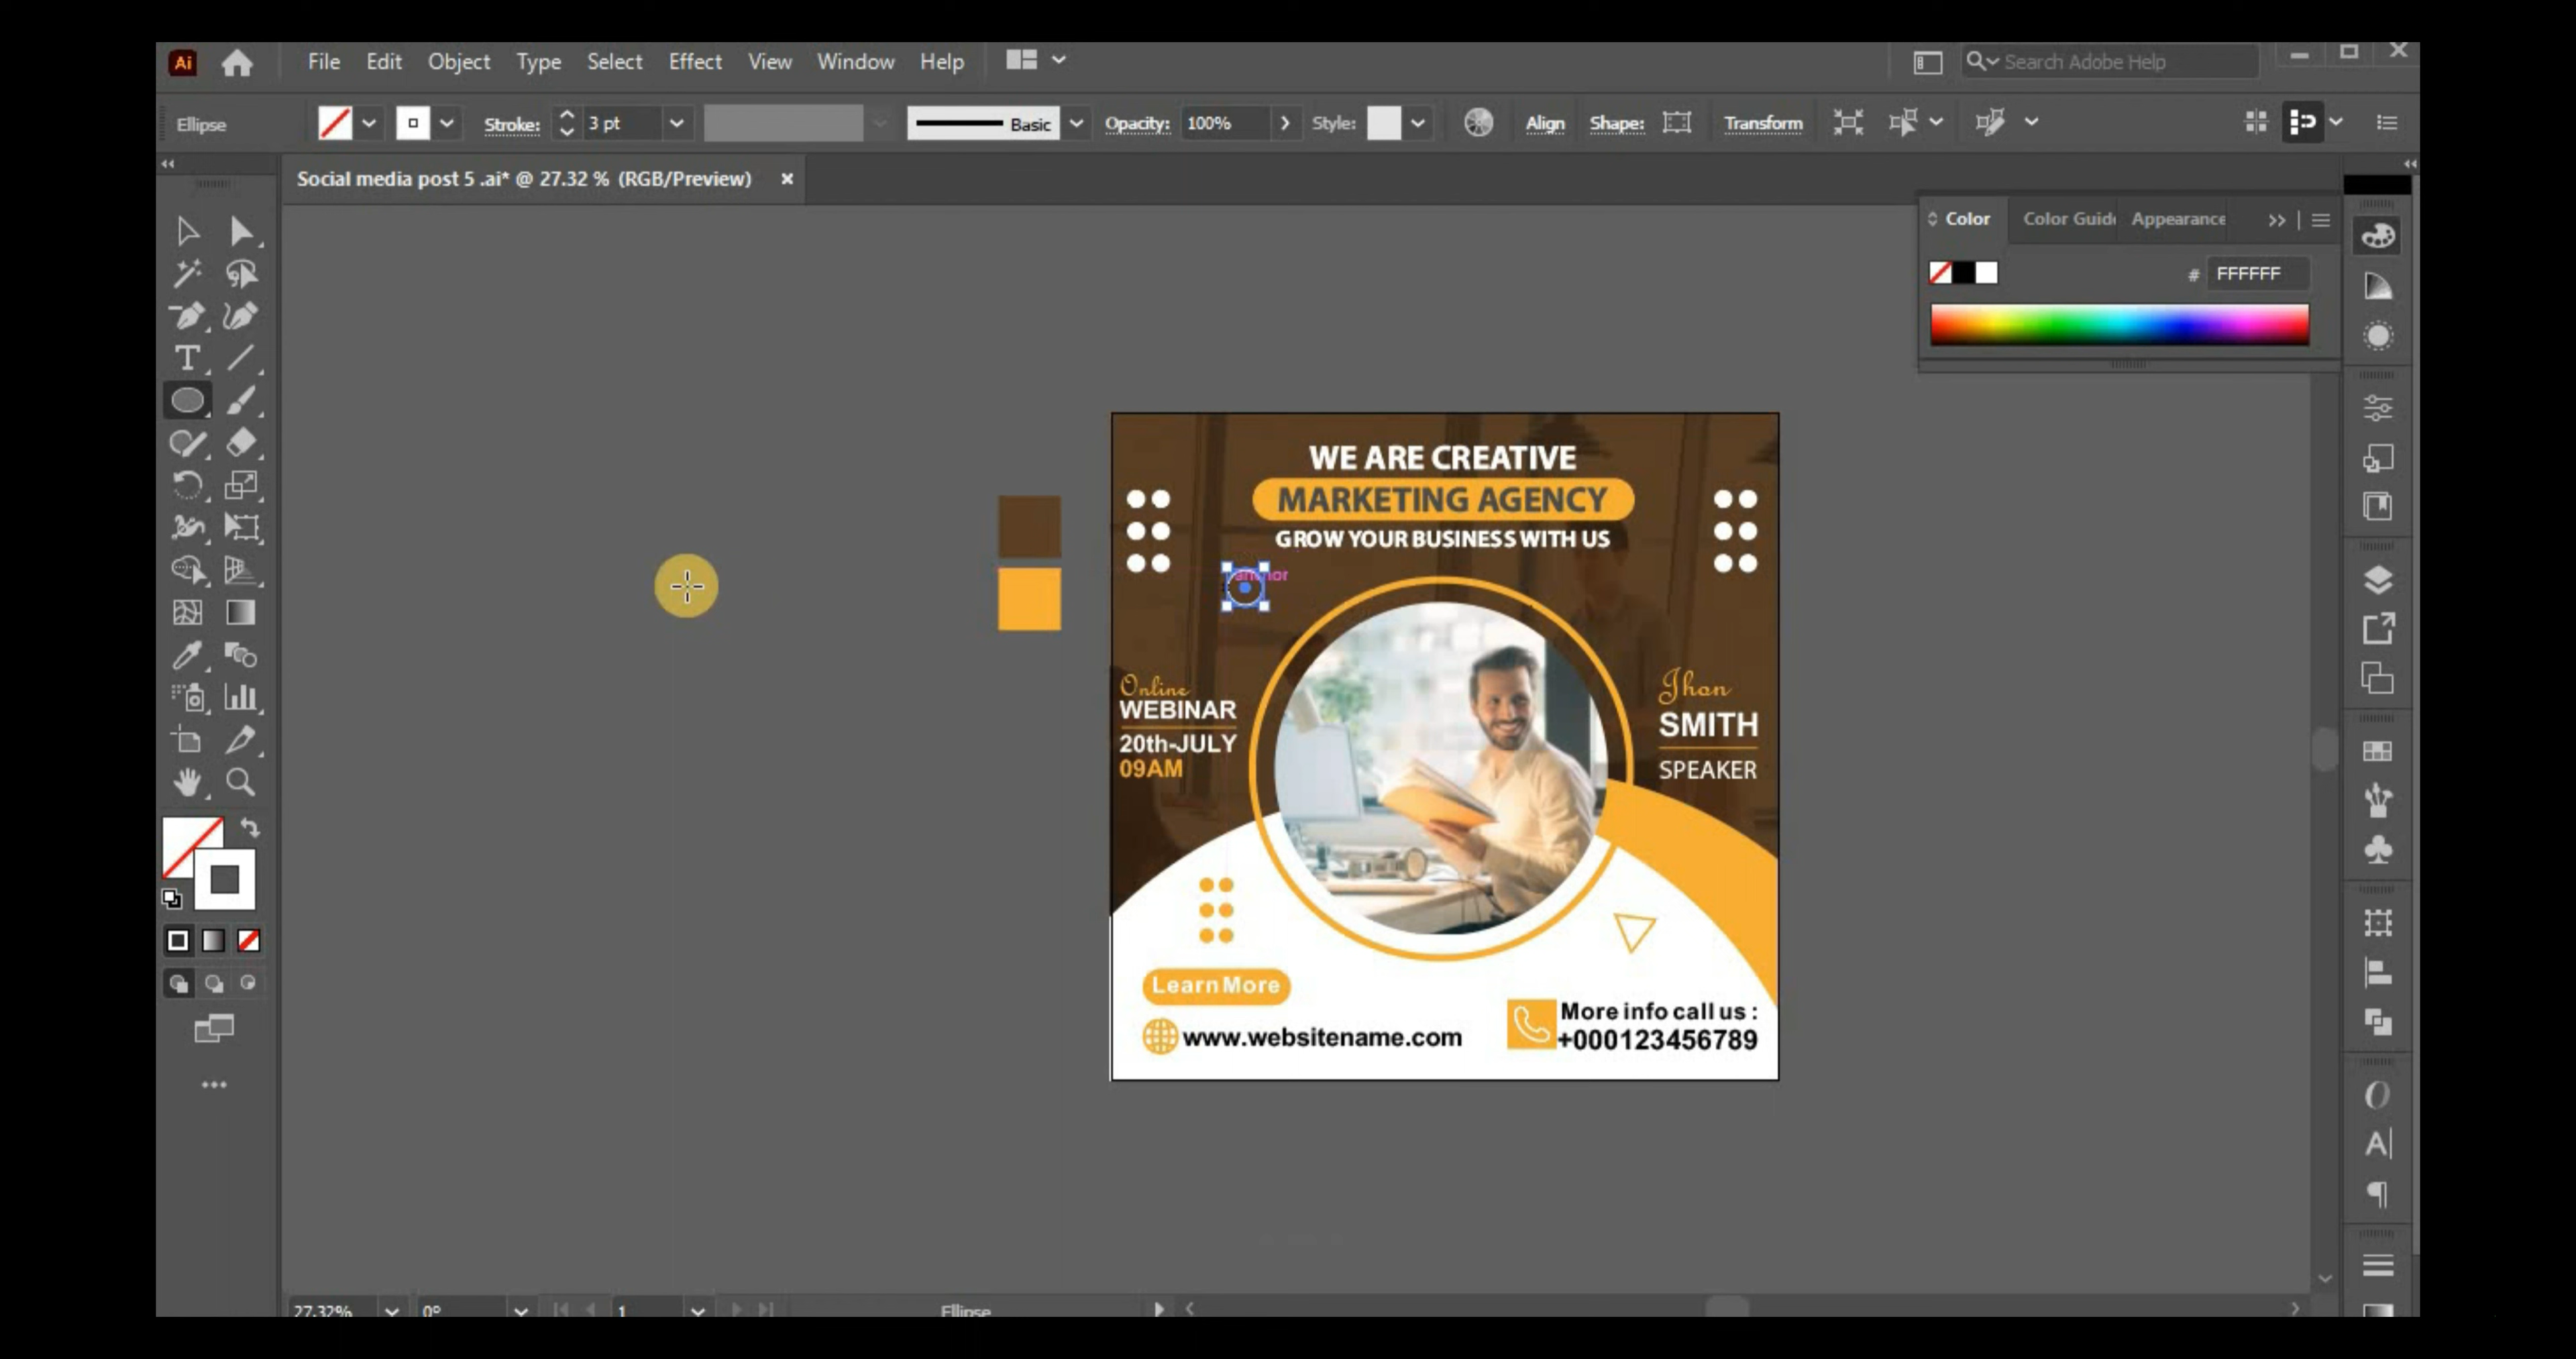 Ai File Edit Object Type Select Effect View Window Help Search Adobe Help
Ellipse Stroke: 3 pt Basic Opacity: 100% Style: Align Shape: Transform
Social media post 5 .ai* @ 27.32 % (RGB/Preview)
Color Color Guid Appearance
# FFFFFF
WE ARE CREATIVE
MARKETING AGENCY
GROW YOUR BUSINESS WITH US
anchor
Online
WEBINAR
20th-JULY
09AM
Jhon
SMITH
SPEAKER
Learn More
www.websitename.com
More info call us :
+000123456789
27.32% 0° 1 Ellipse